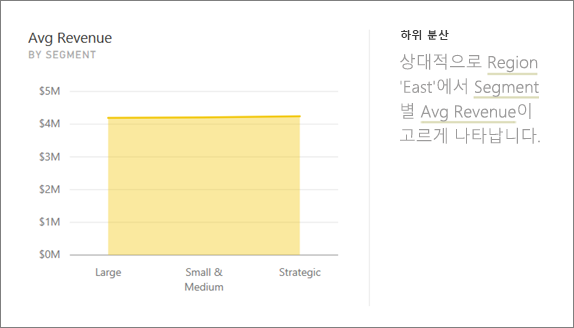 Avg Revenue
BY SEGMENT
$5M
$4M
$3M
$2M
$1M
$0M
Large
Small &
Medium
Strategic
하위 분산
상대적으로 Region
'East'에서 Segment
별 Avg Revenue이
고르게 나타납니다.